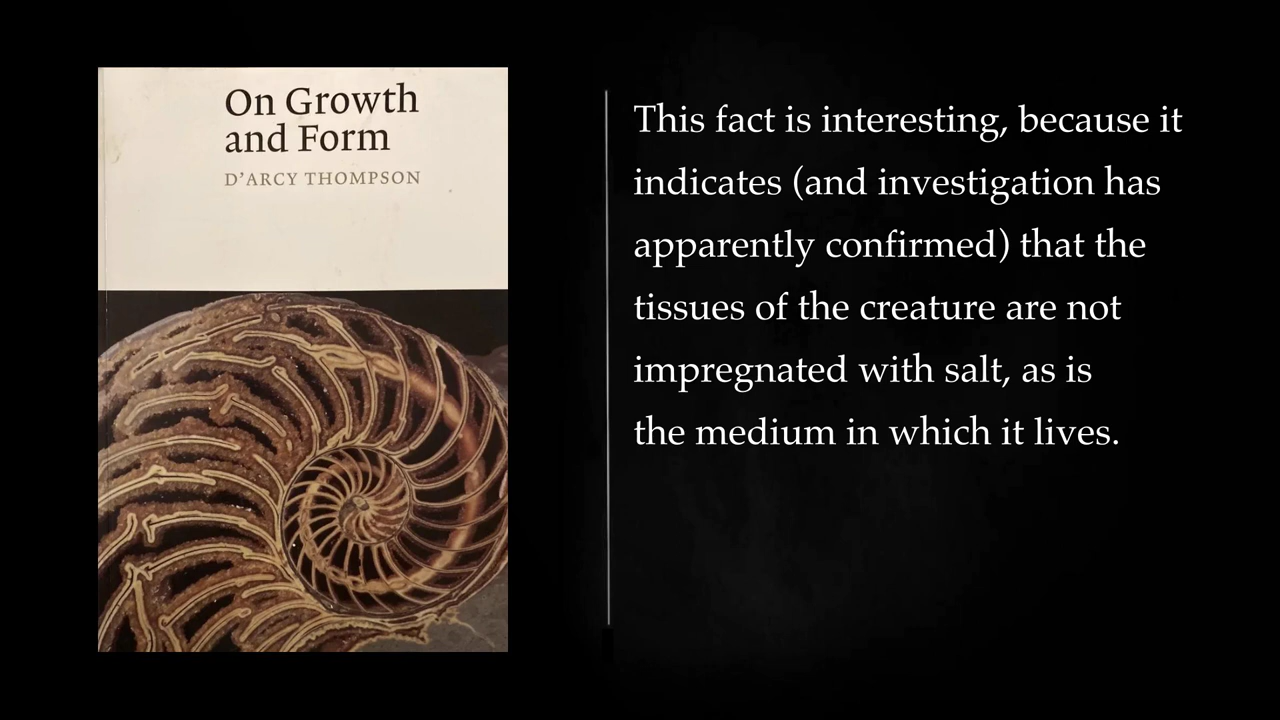 On Growth
and Form
D'ARCY THOMPSON
This fact is interesting, because it
indicates (and investigation has
apparently confirmed) that the
tissues of the creature are not
impregnated with salt, as is
the medium in which it lives.